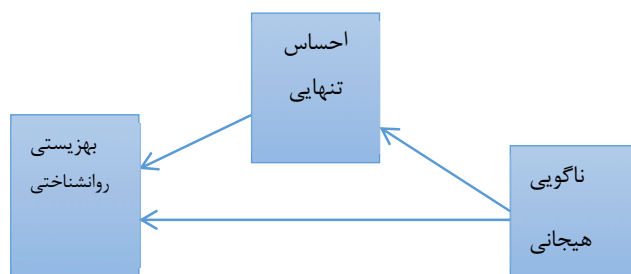 احساس
تنهایی
بهزیستی
روانشناختی
ناگویی
هیجانی